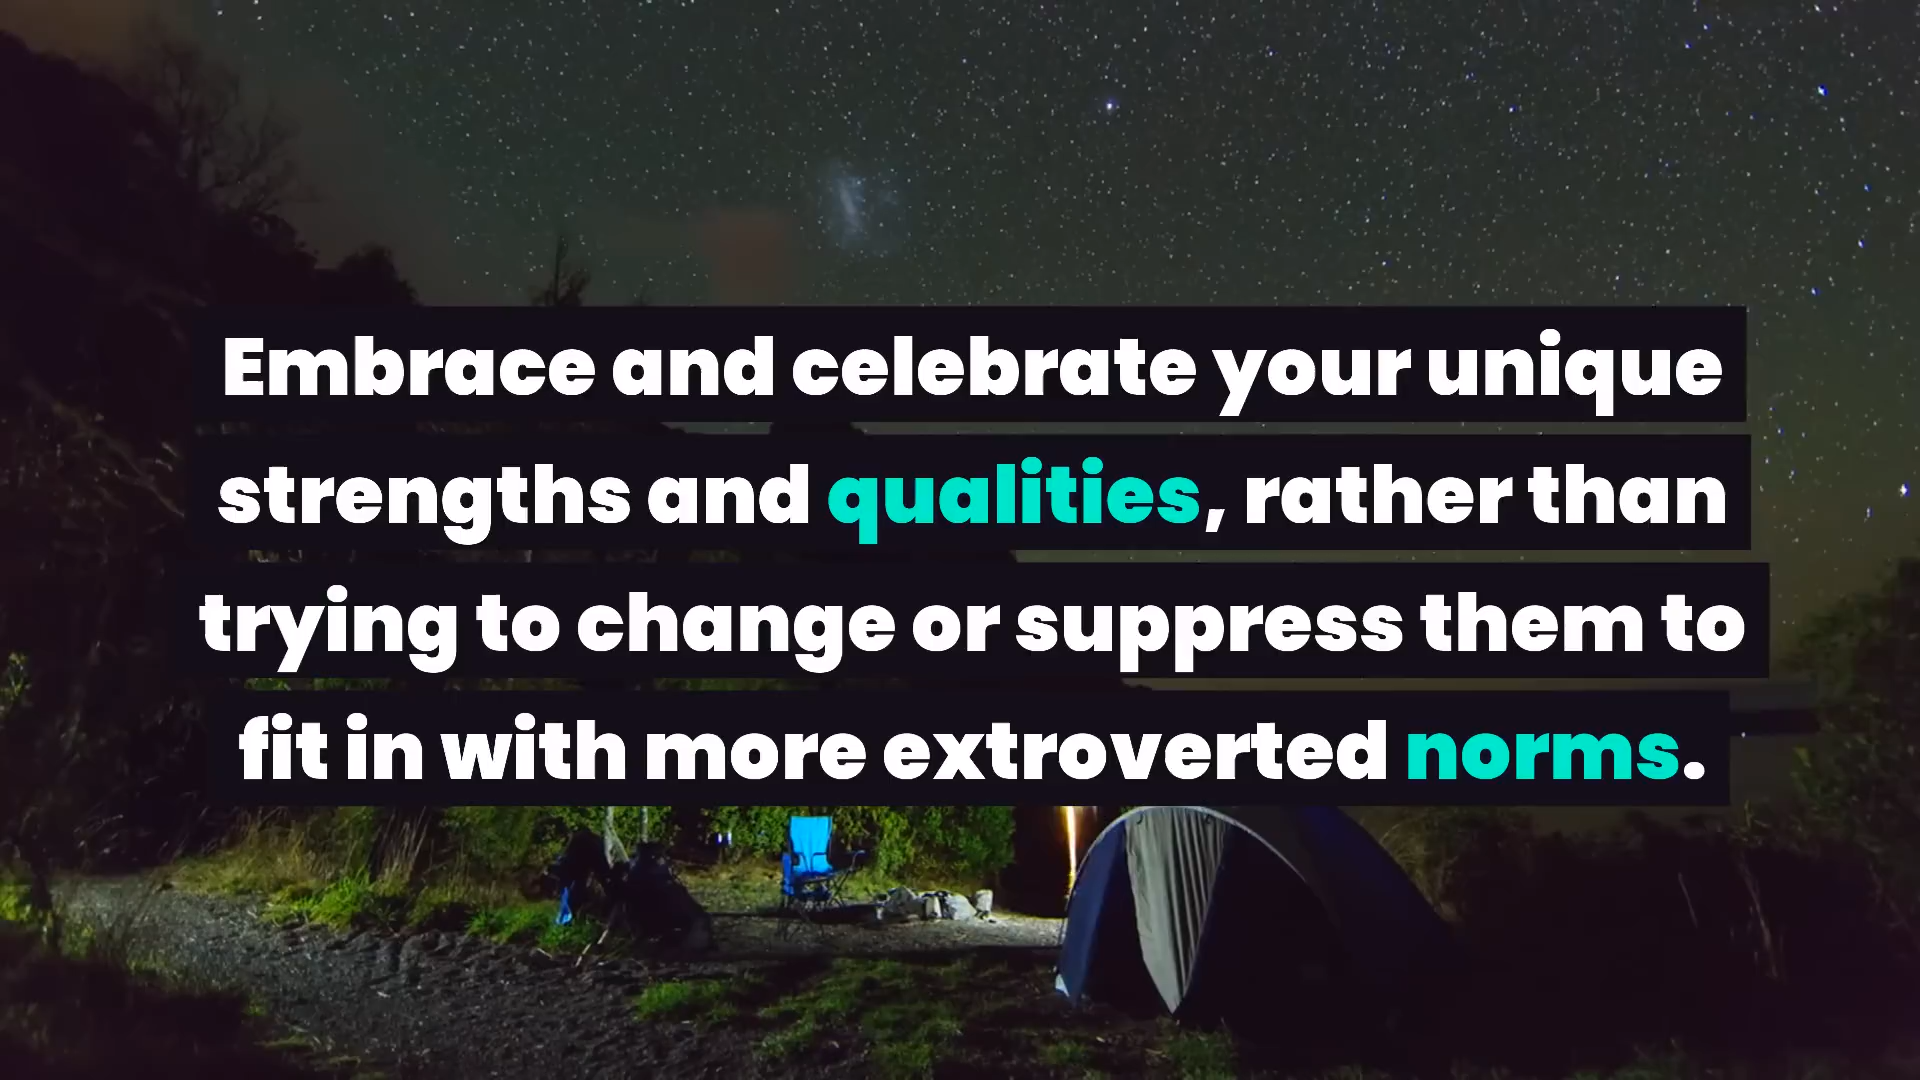 Embrace and celebrate your unique
strengths and qualities, rather than
trying to change or suppress them to
fit in with more extroverted norms.